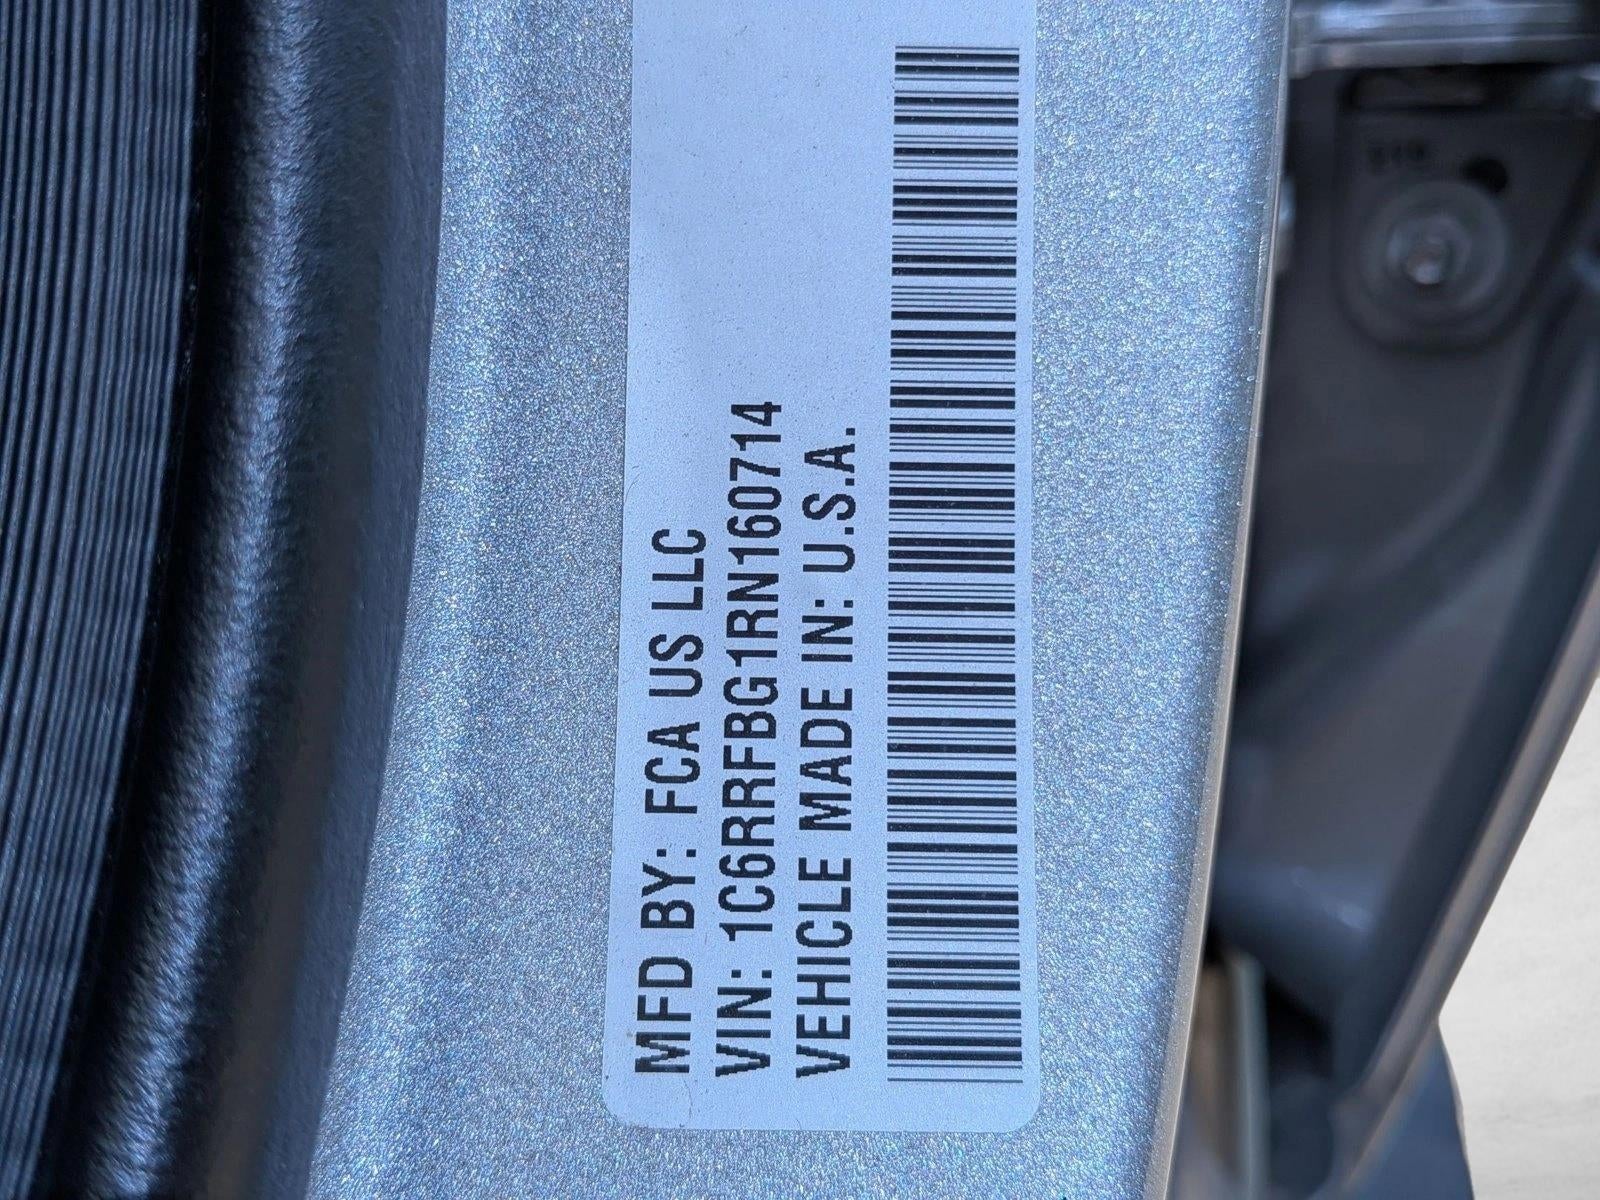 MFD BY: FCA US LLC
VIN: 1C6RRFBG1RN160714
VEHICLE MADE IN: U.S.A.